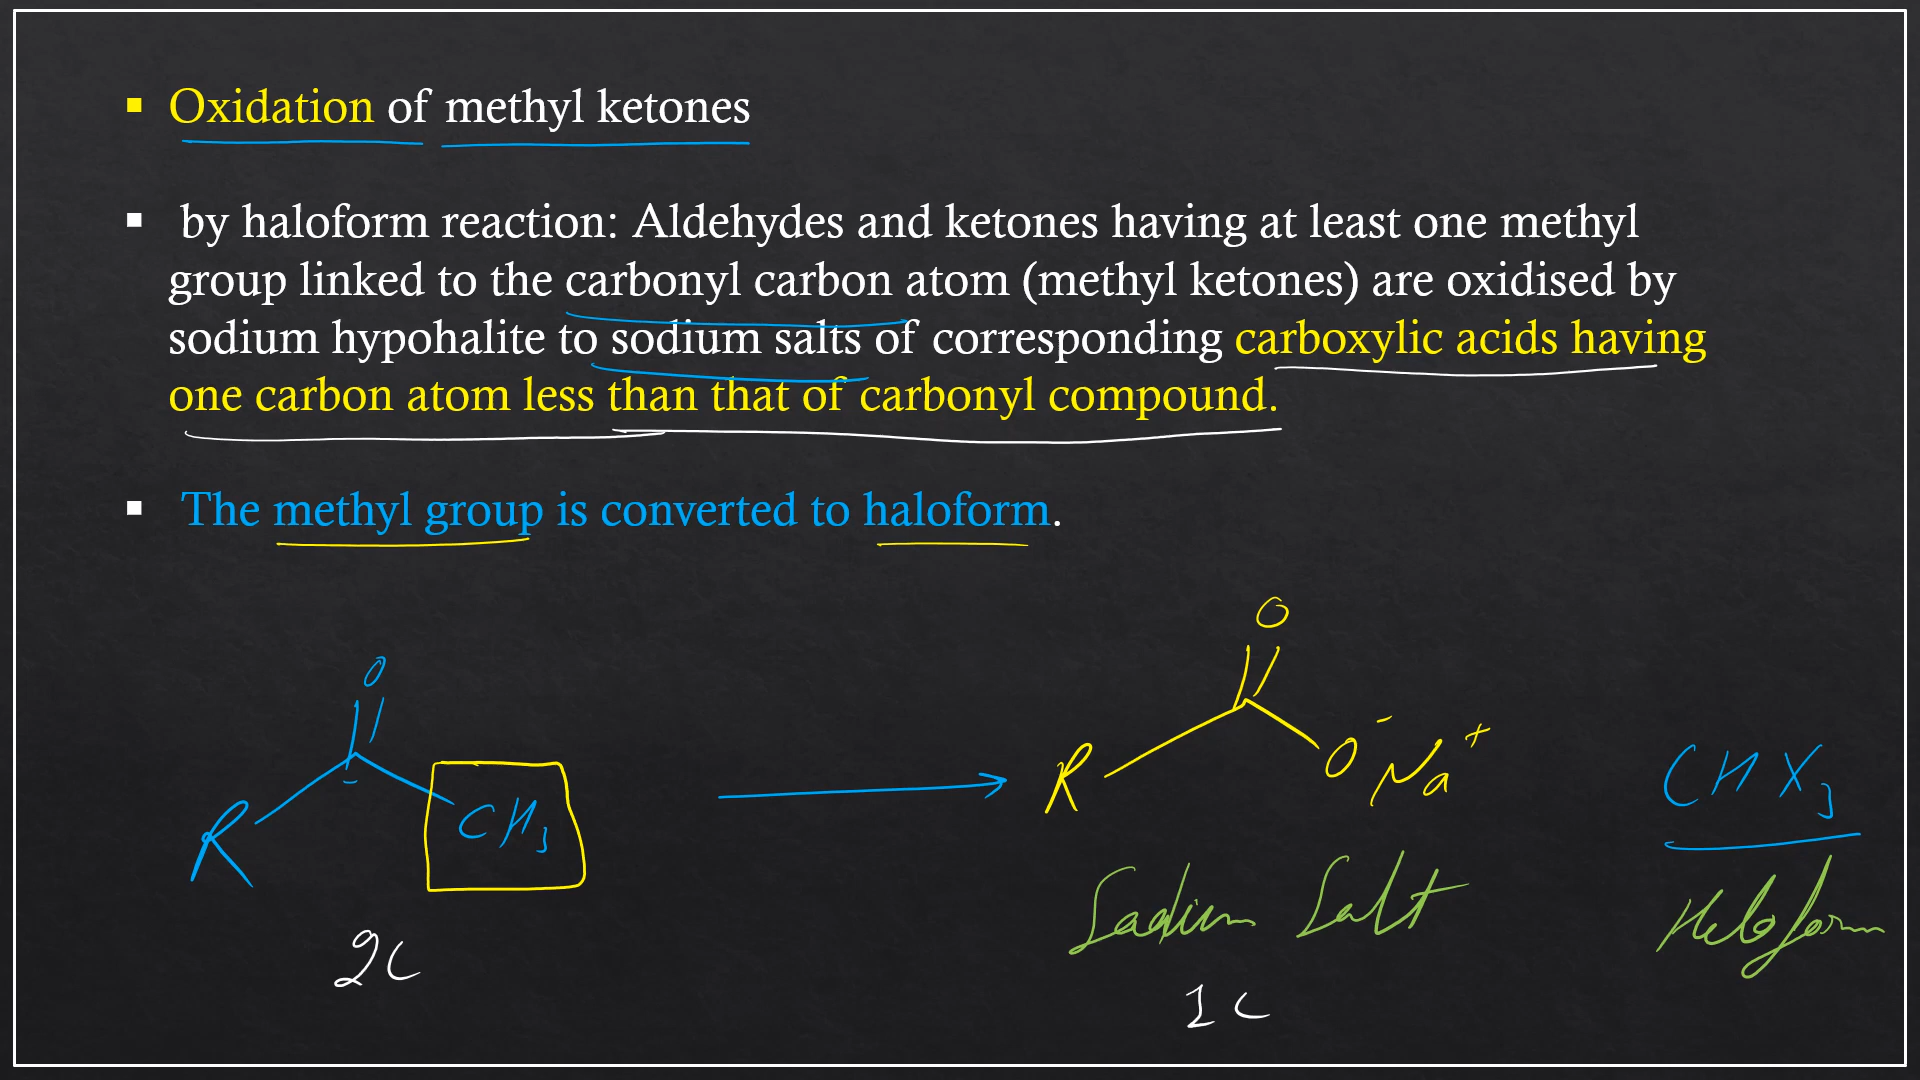 Oxidation of methyl ketones
by haloform reaction: Aldehydes and ketones having at least one methyl
group linked to the carbonyl carbon atom (methyl ketones) are oxidised by
sodium hypohalite to sodium salts of corresponding carboxylic acids having
one carbon atom less than that of carbonyl compound.
The methyl group is converted to haloform.
O
R CH3
2C
O
R O⁻ Na⁺
Sodium Salt
1C
CHX3
Haloform